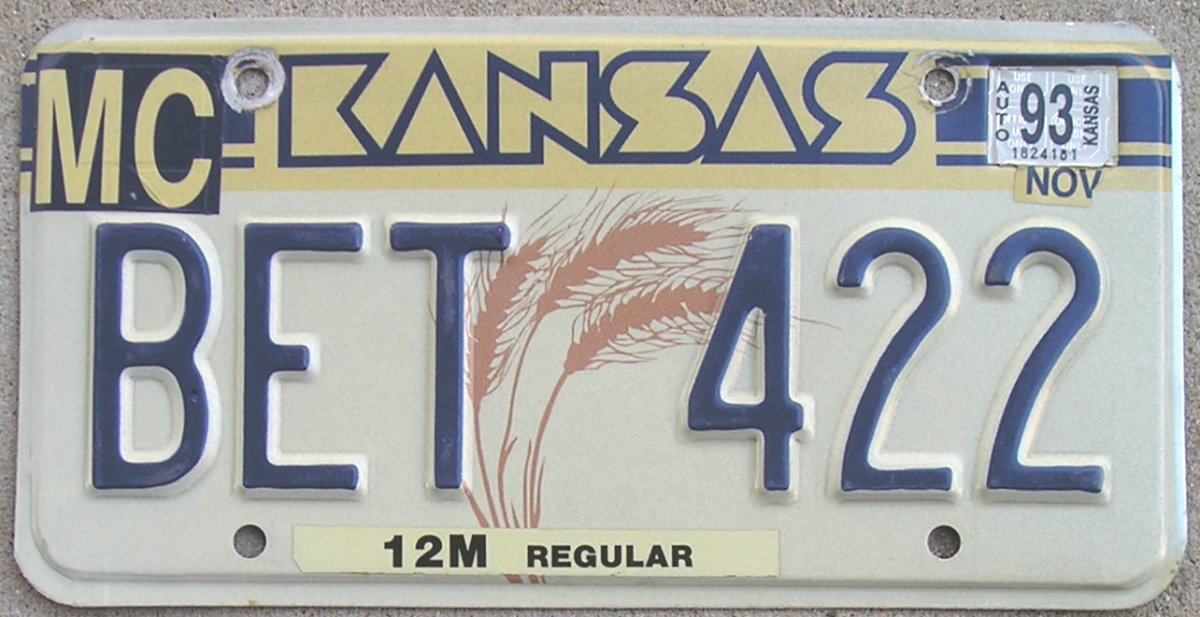 MC KANSAS
AUTO 93 KANSAS
1824181
NOV
BET 422
12M REGULAR